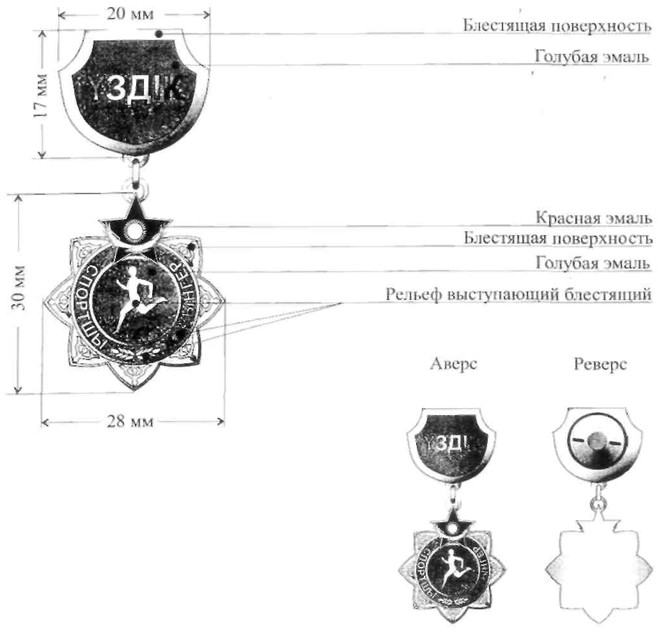 20 мм
Блестящая поверхность
Голубая эмаль
17 мм
ҮЗДІК
Красная эмаль
Блестящая поверхность
Голубая эмаль
Рельеф выступающий блестящий
30 мм
СПОРТШЫ
28 мм
Аверс Реверс
ҮЗДІК
СПОРТШЫ